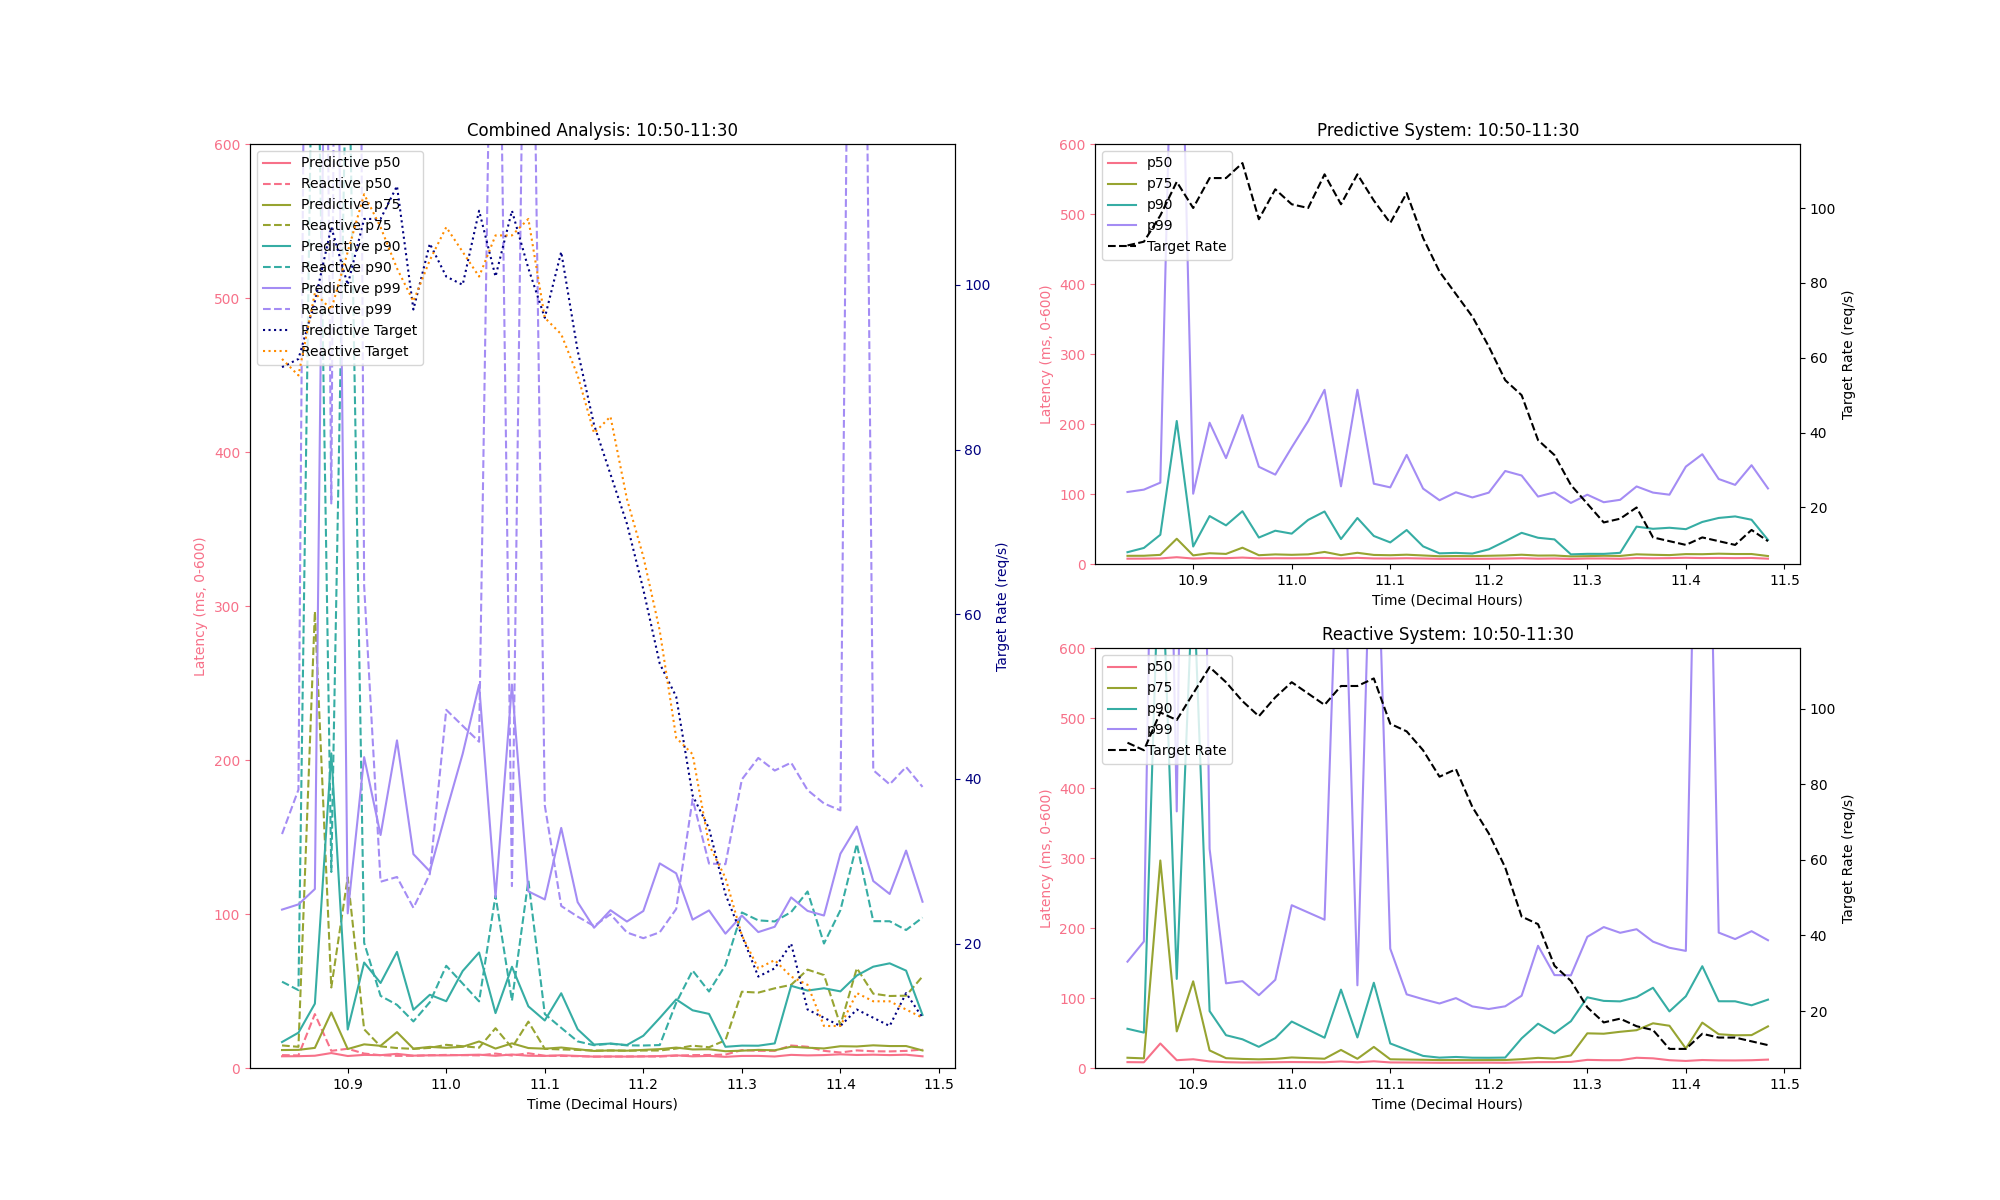 Combined Analysis: 10:50-11:30
Predictive p50
Reactive p50
Predictive p75
Reactive p75
Predictive p90
Reactive p90
Predictive p99
Reactive p99
Predictive Target
Reactive Target
600
500
400
300
200
100
0
Latency (ms, 0-600)
100
80
60
40
20
Target Rate (req/s)
10.9 11.0 11.1 11.2 11.3 11.4 11.5
Time (Decimal Hours)
Predictive System: 10:50-11:30
p50
p75
p90
p99
Target Rate
600
500
400
300
200
100
0
Latency (ms, 0-600)
100
80
60
40
20
Target Rate (req/s)
10.9 11.0 11.1 11.2 11.3 11.4 11.5
Time (Decimal Hours)
Reactive System: 10:50-11:30
p50
p75
p90
p99
Target Rate
600
500
400
300
200
100
0
Latency (ms, 0-600)
100
80
60
40
20
Target Rate (req/s)
10.9 11.0 11.1 11.2 11.3 11.4 11.5
Time (Decimal Hours)